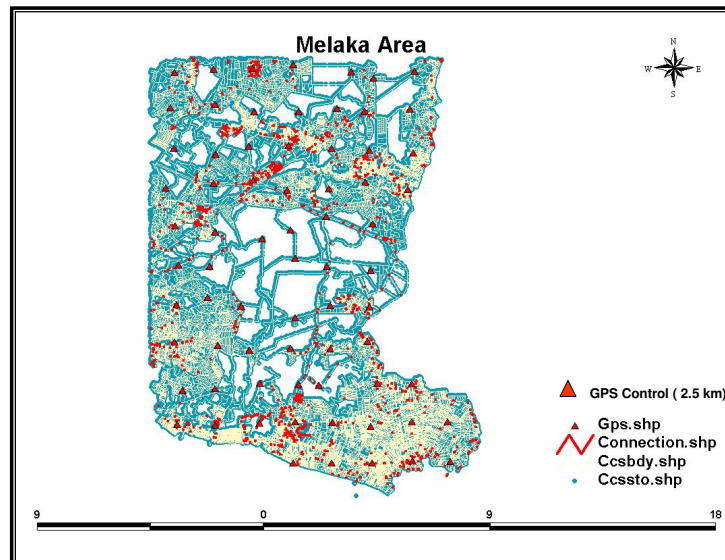 Melaka Area
N
W E
S
GPS Control ( 2.5 km)
Gps.shp
Connection.shp
Ccsbdy.shp
Ccssto.shp
9 0 9 18